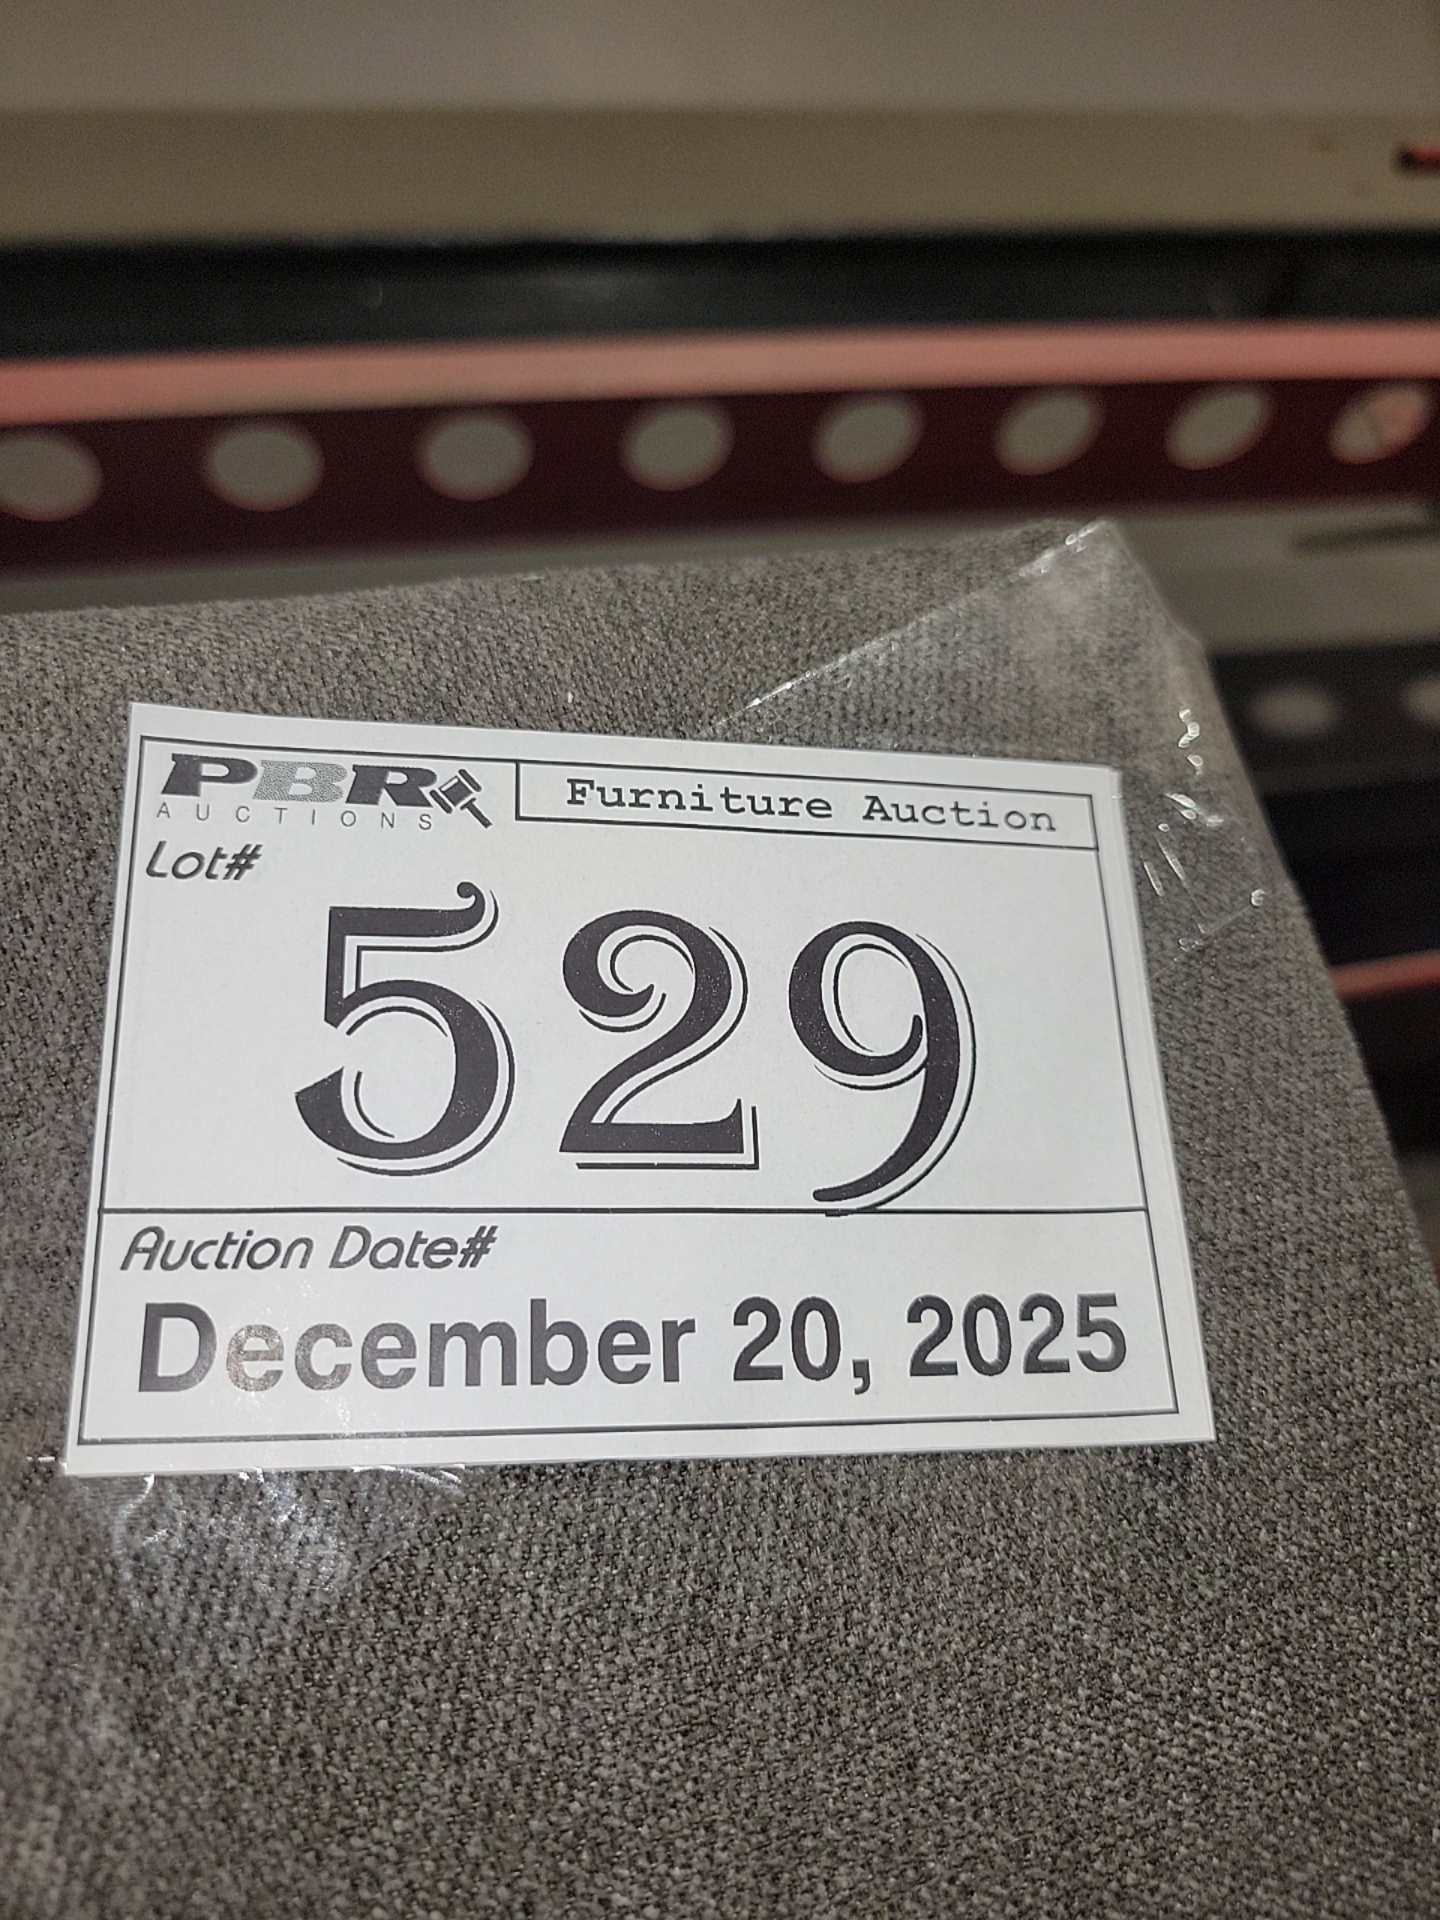 PBR
AUCTIONS
Furniture Auction
Lot#
529
Auction Date#
December 20, 2025